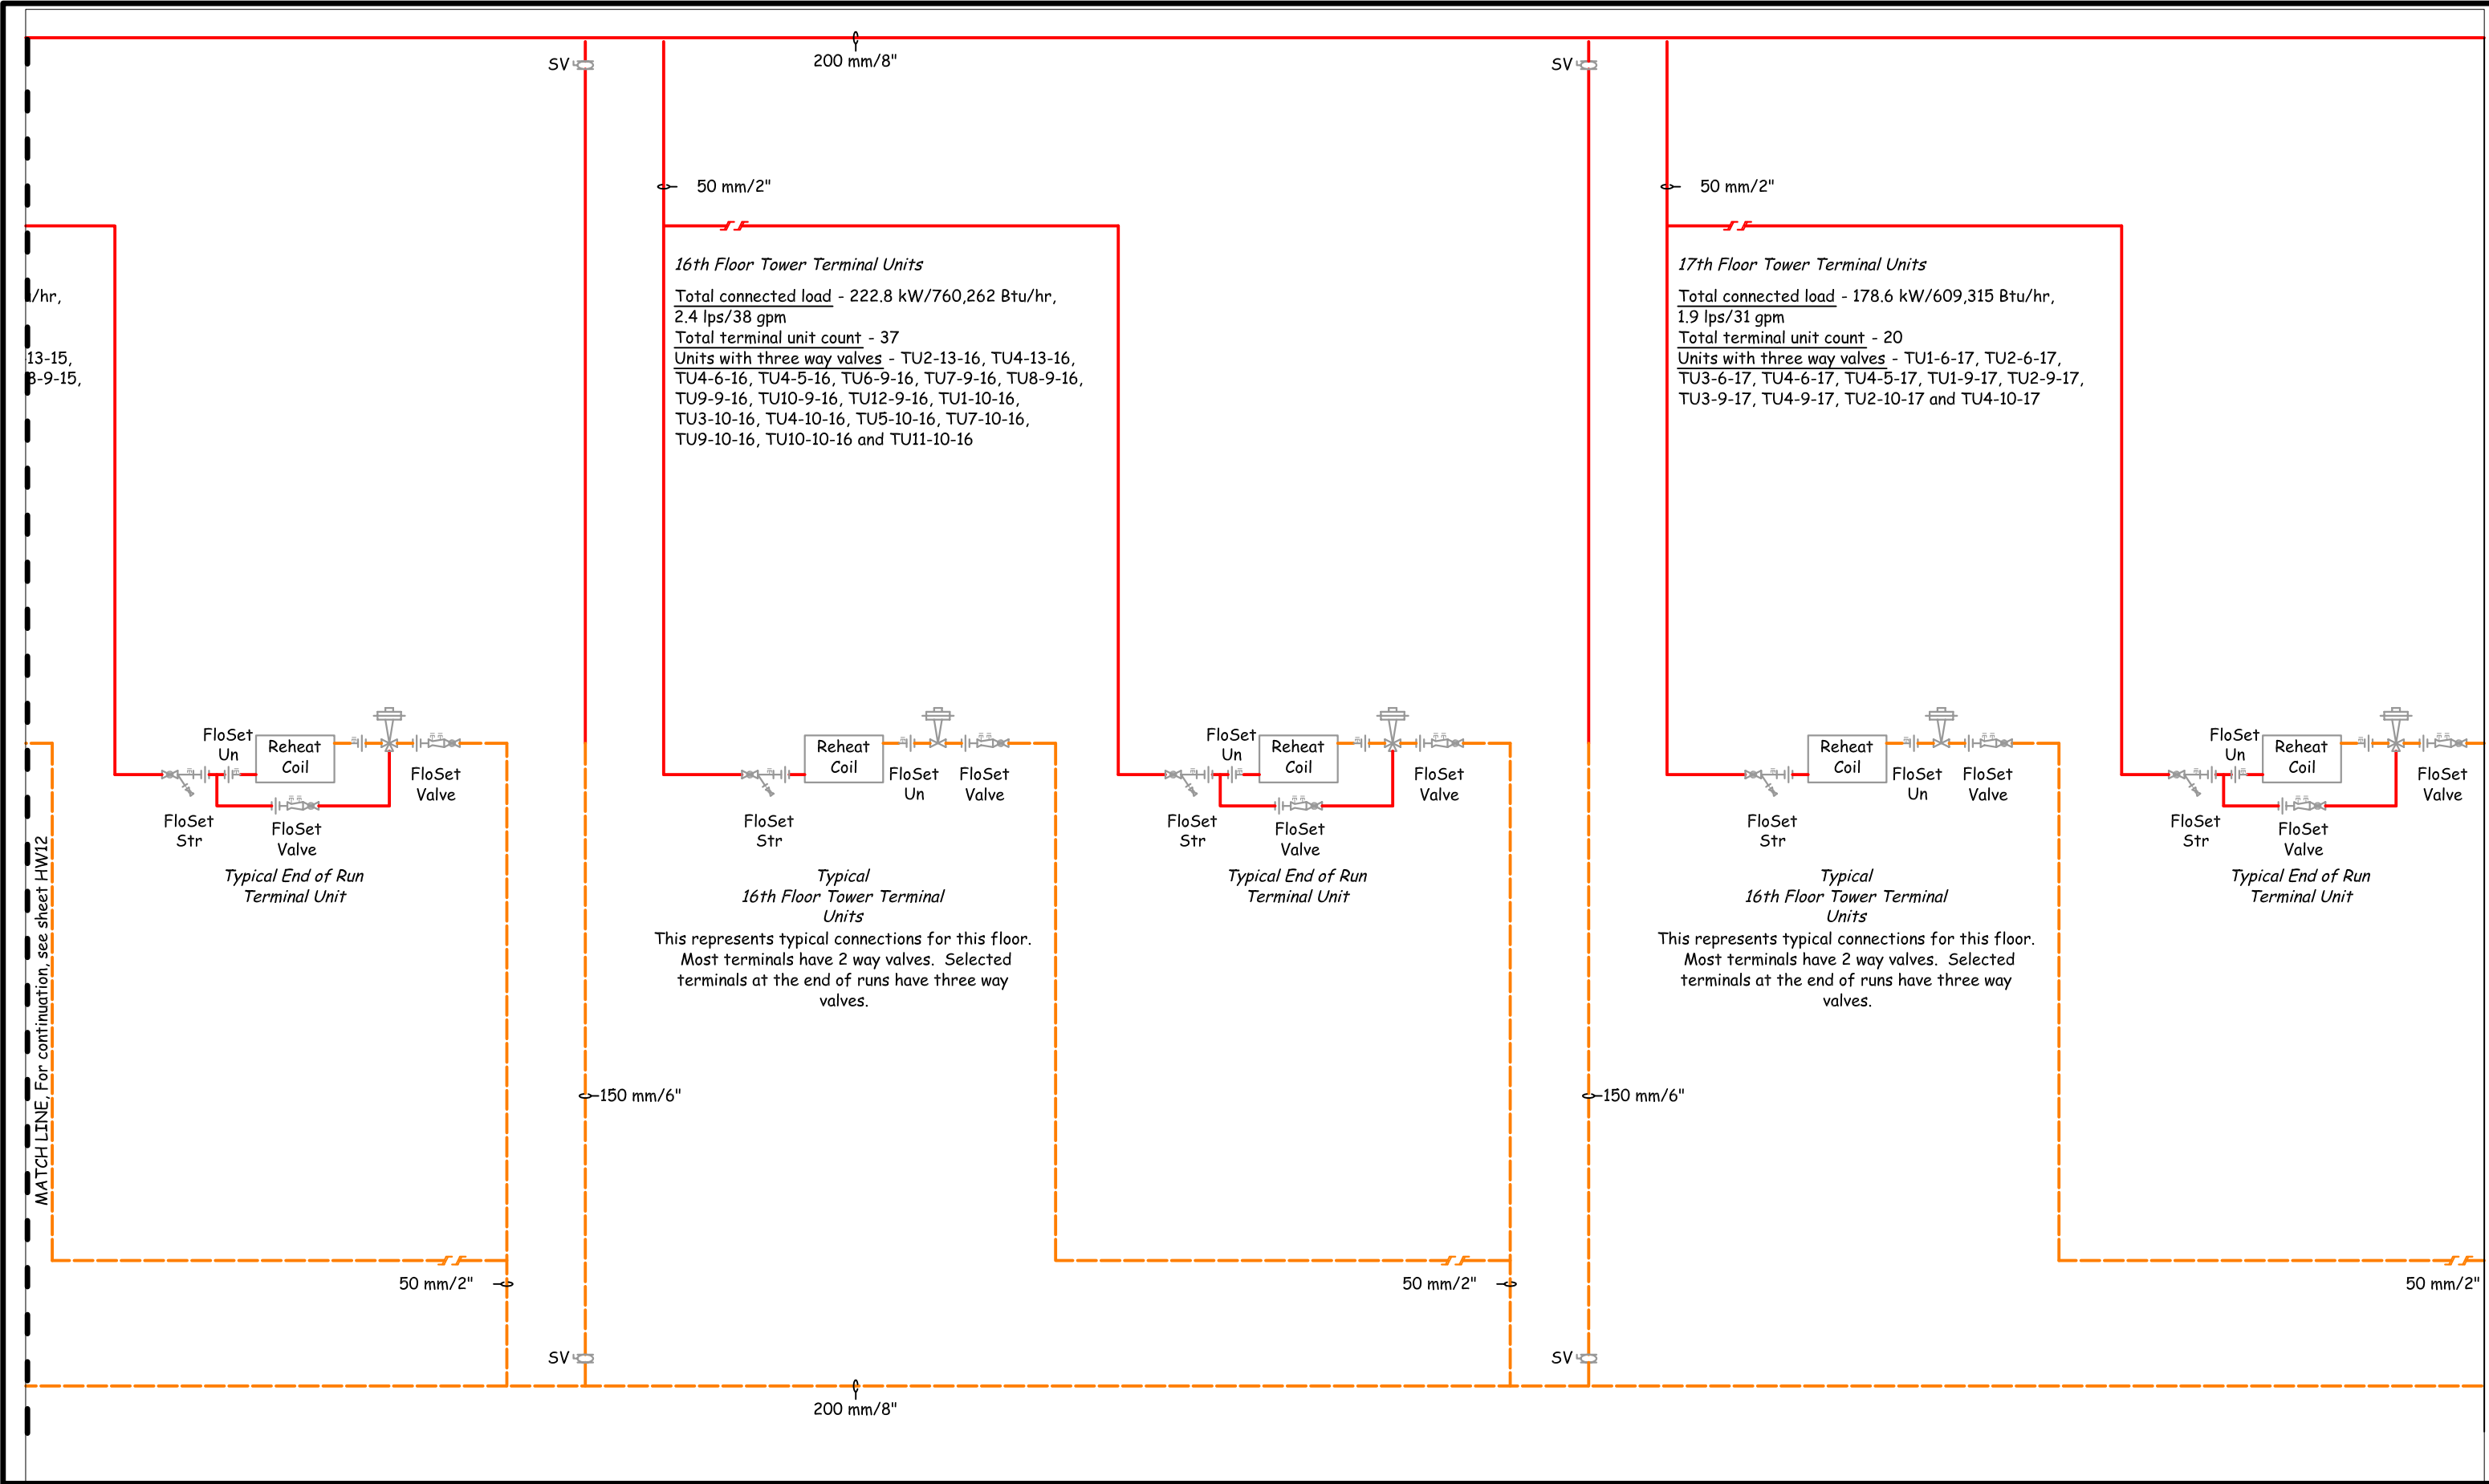 200 mm/8"
SV
SV
50 mm/2"
50 mm/2"
/hr,
13-15,
-9-15,
16th Floor Tower Terminal Units
Total connected load - 222.8 kW/760,262 Btu/hr,
2.4 lps/38 gpm
Total terminal unit count - 37
Units with three way valves - TU2-13-16, TU4-13-16,
TU4-6-16, TU4-5-16, TU6-9-16, TU7-9-16, TU8-9-16,
TU9-9-16, TU10-9-16, TU12-9-16, TU1-10-16,
TU3-10-16, TU4-10-16, TU5-10-16, TU7-10-16,
TU9-10-16, TU10-10-16 and TU11-10-16
17th Floor Tower Terminal Units
Total connected load - 178.6 kW/609,315 Btu/hr,
1.9 lps/31 gpm
Total terminal unit count - 20
Units with three way valves - TU1-6-17, TU2-6-17,
TU3-6-17, TU4-6-17, TU4-5-17, TU1-9-17, TU2-9-17,
TU3-9-17, TU4-9-17, TU2-10-17 and TU4-10-17
FloSet
Un
Reheat
Coil
FloSet
Valve
FloSet
Str
FloSet
Valve
Typical End of Run
Terminal Unit
Reheat
Coil
FloSet
Un
FloSet
Valve
FloSet
Str
Typical
16th Floor Tower Terminal
Units
This represents typical connections for this floor.
Most terminals have 2 way valves. Selected
terminals at the end of runs have three way
valves.
FloSet
Un
Reheat
Coil
FloSet
Valve
FloSet
Str
FloSet
Valve
Typical End of Run
Terminal Unit
Reheat
Coil
FloSet
Un
FloSet
Valve
FloSet
Str
Typical
16th Floor Tower Terminal
Units
This represents typical connections for this floor.
Most terminals have 2 way valves. Selected
terminals at the end of runs have three way
valves.
FloSet
Un
Reheat
Coil
FloSet
Valve
FloSet
Str
FloSet
Valve
Typical End of Run
Terminal Unit
MATCH LINE, For continuation, see sheet HW12
150 mm/6"
150 mm/6"
50 mm/2"
50 mm/2"
50 mm/2"
SV
SV
200 mm/8"